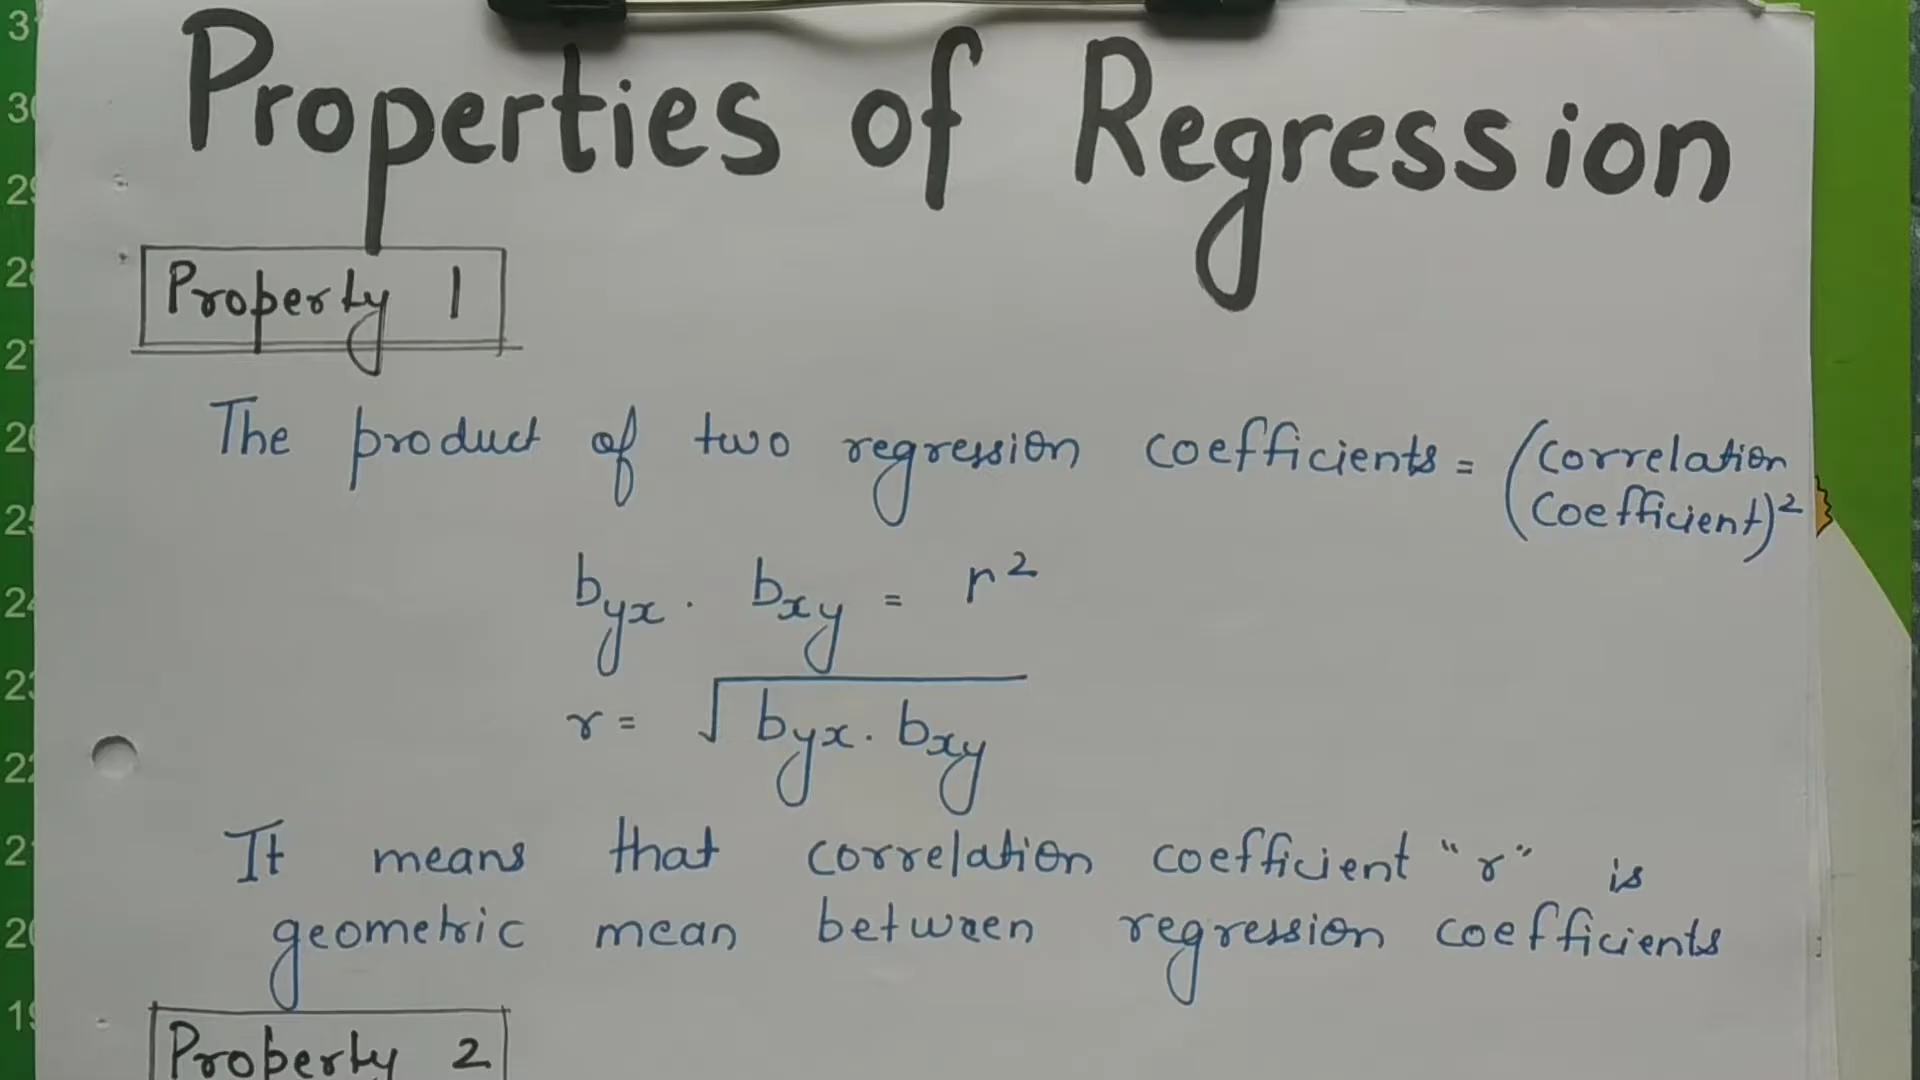 Properties of Regression
Property 1
The product of two regression coefficients = (correlation
coefficient)²
byx . bxy = r²
r = √byx . bxy
It means that correlation coefficient "r" is
geometric mean between regression coefficients
Property 2